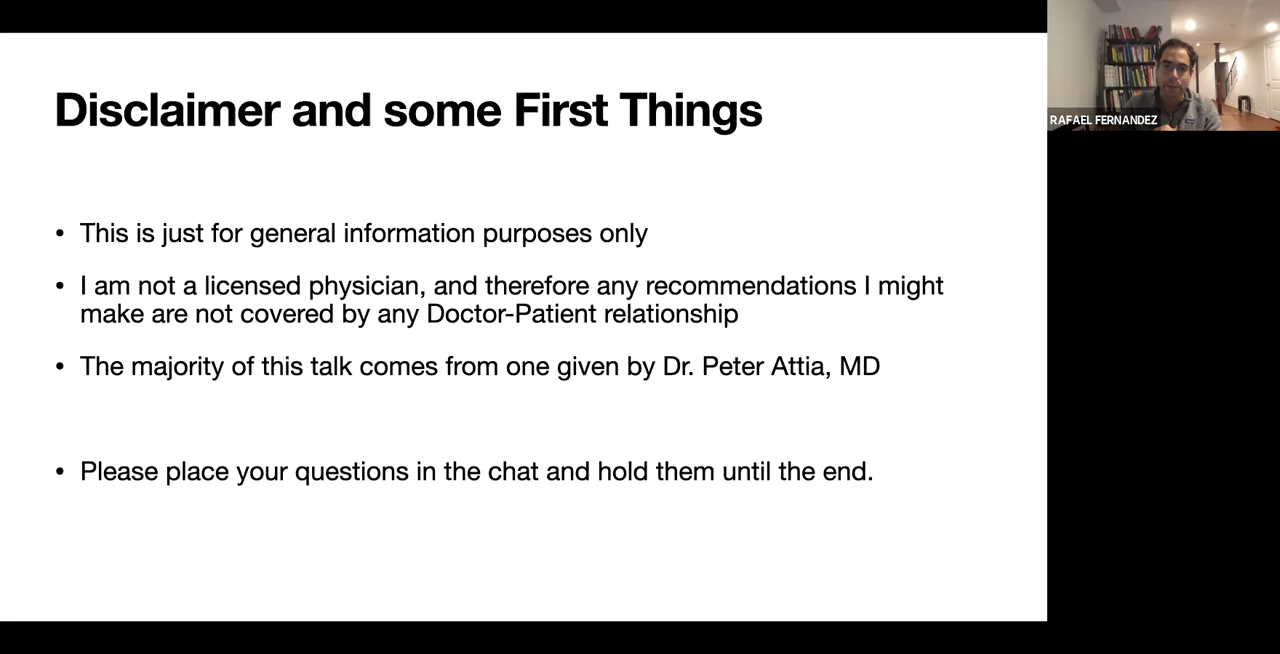 Disclaimer and some First Things
• This is just for general information purposes only
• I am not a licensed physician, and therefore any recommendations I might
make are not covered by any Doctor-Patient relationship
• The majority of this talk comes from one given by Dr. Peter Attia, MD
• Please place your questions in the chat and hold them until the end.
RAFAEL FERNANDEZ